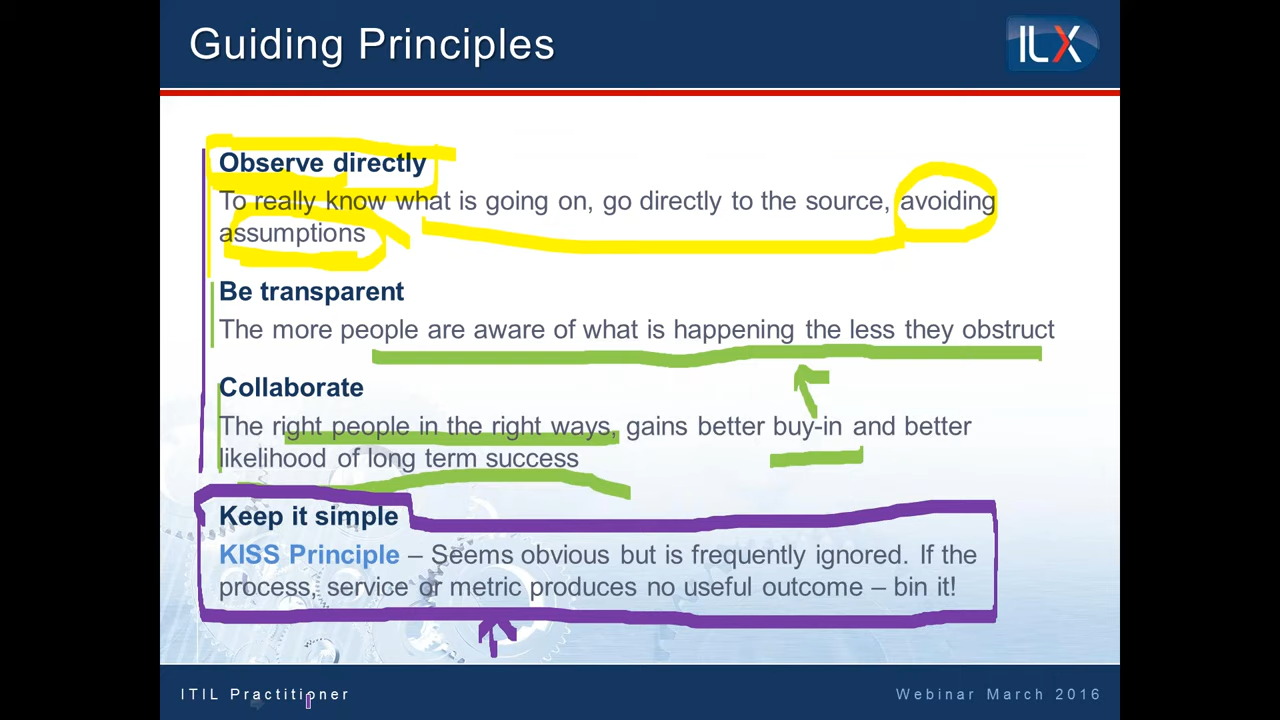 Guiding Principles
ILX
Observe directly
To really know what is going on, go directly to the source, avoiding
assumptions
Be transparent
The more people are aware of what is happening the less they obstruct
Collaborate
The right people in the right ways, gains better buy-in and better
likelihood of long term success
Keep it simple
KISS Principle – Seems obvious but is frequently ignored. If the
process, service or metric produces no useful outcome – bin it!
ITIL Practitioner
Webinar March 2016